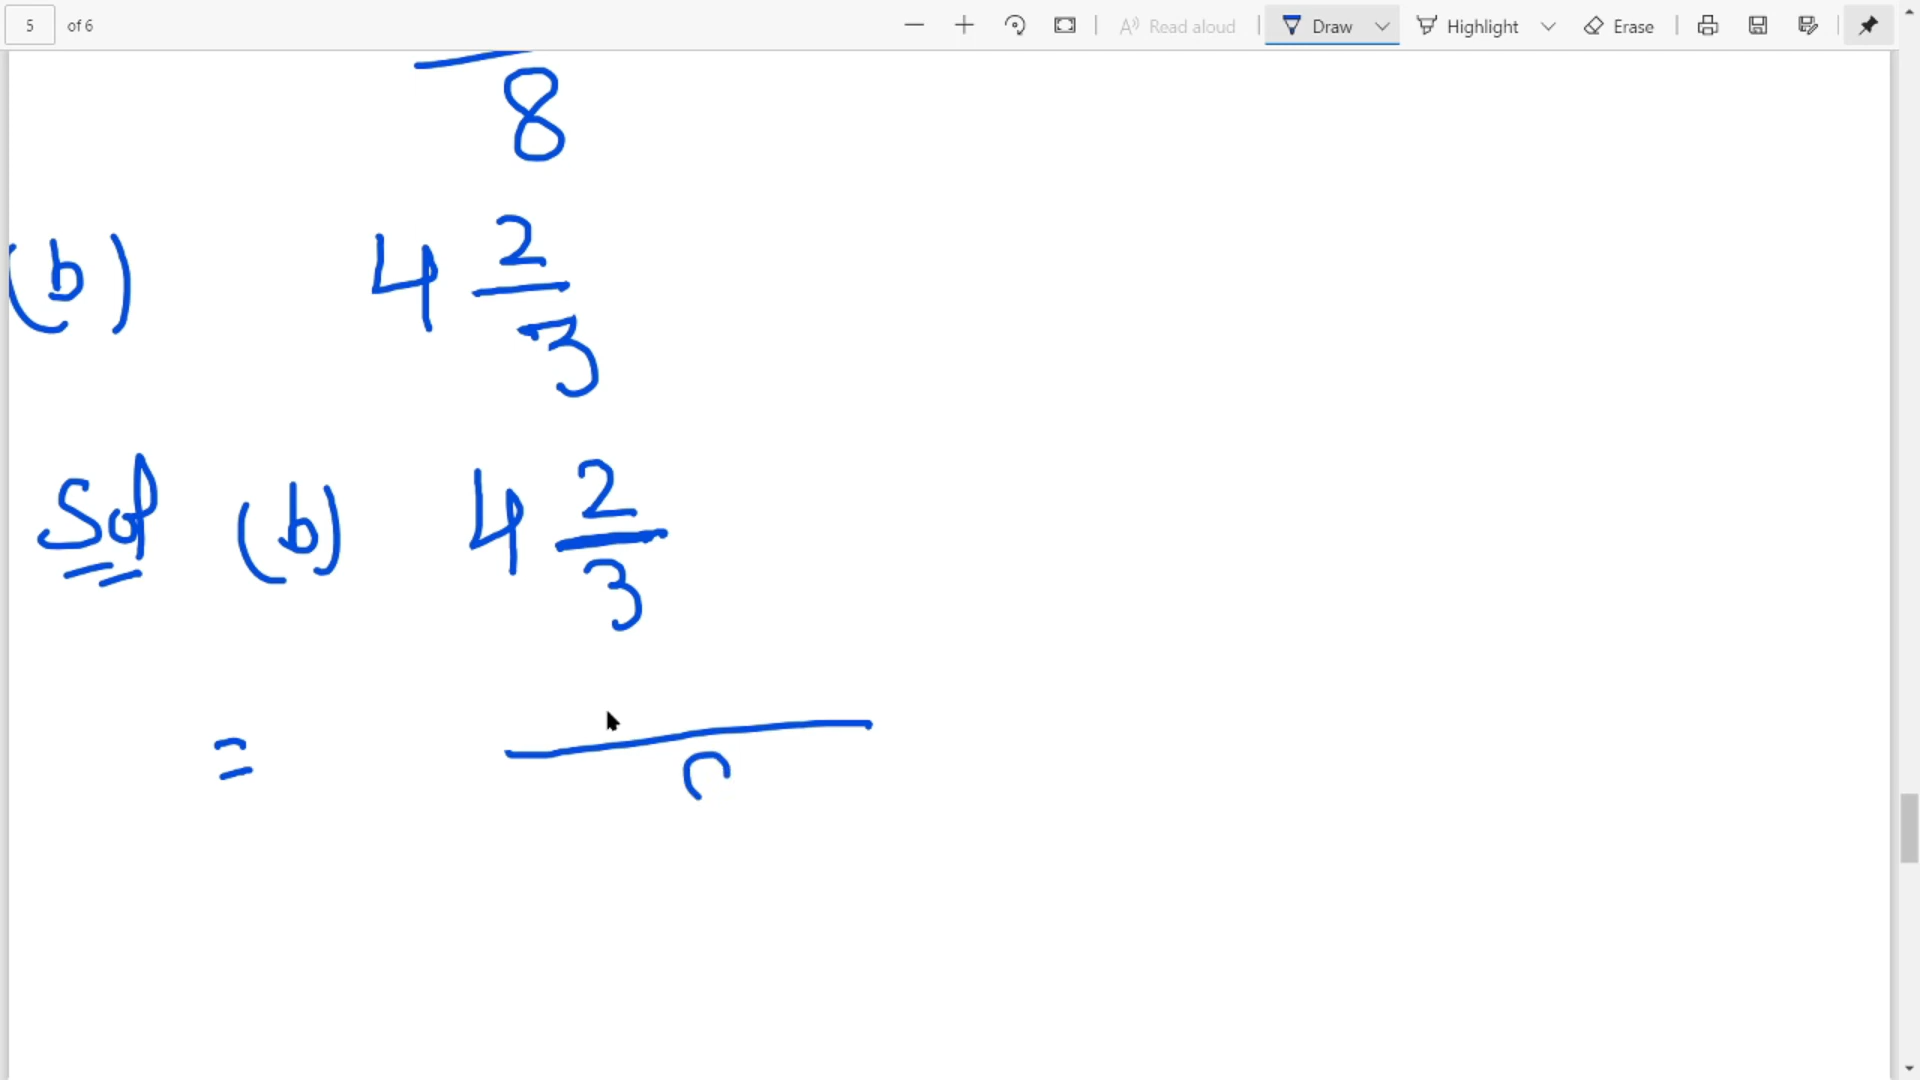 5 of 6 Read aloud Draw Highlight Erase
8
(b) 4 2/3
Sol (b) 4 2/3
=